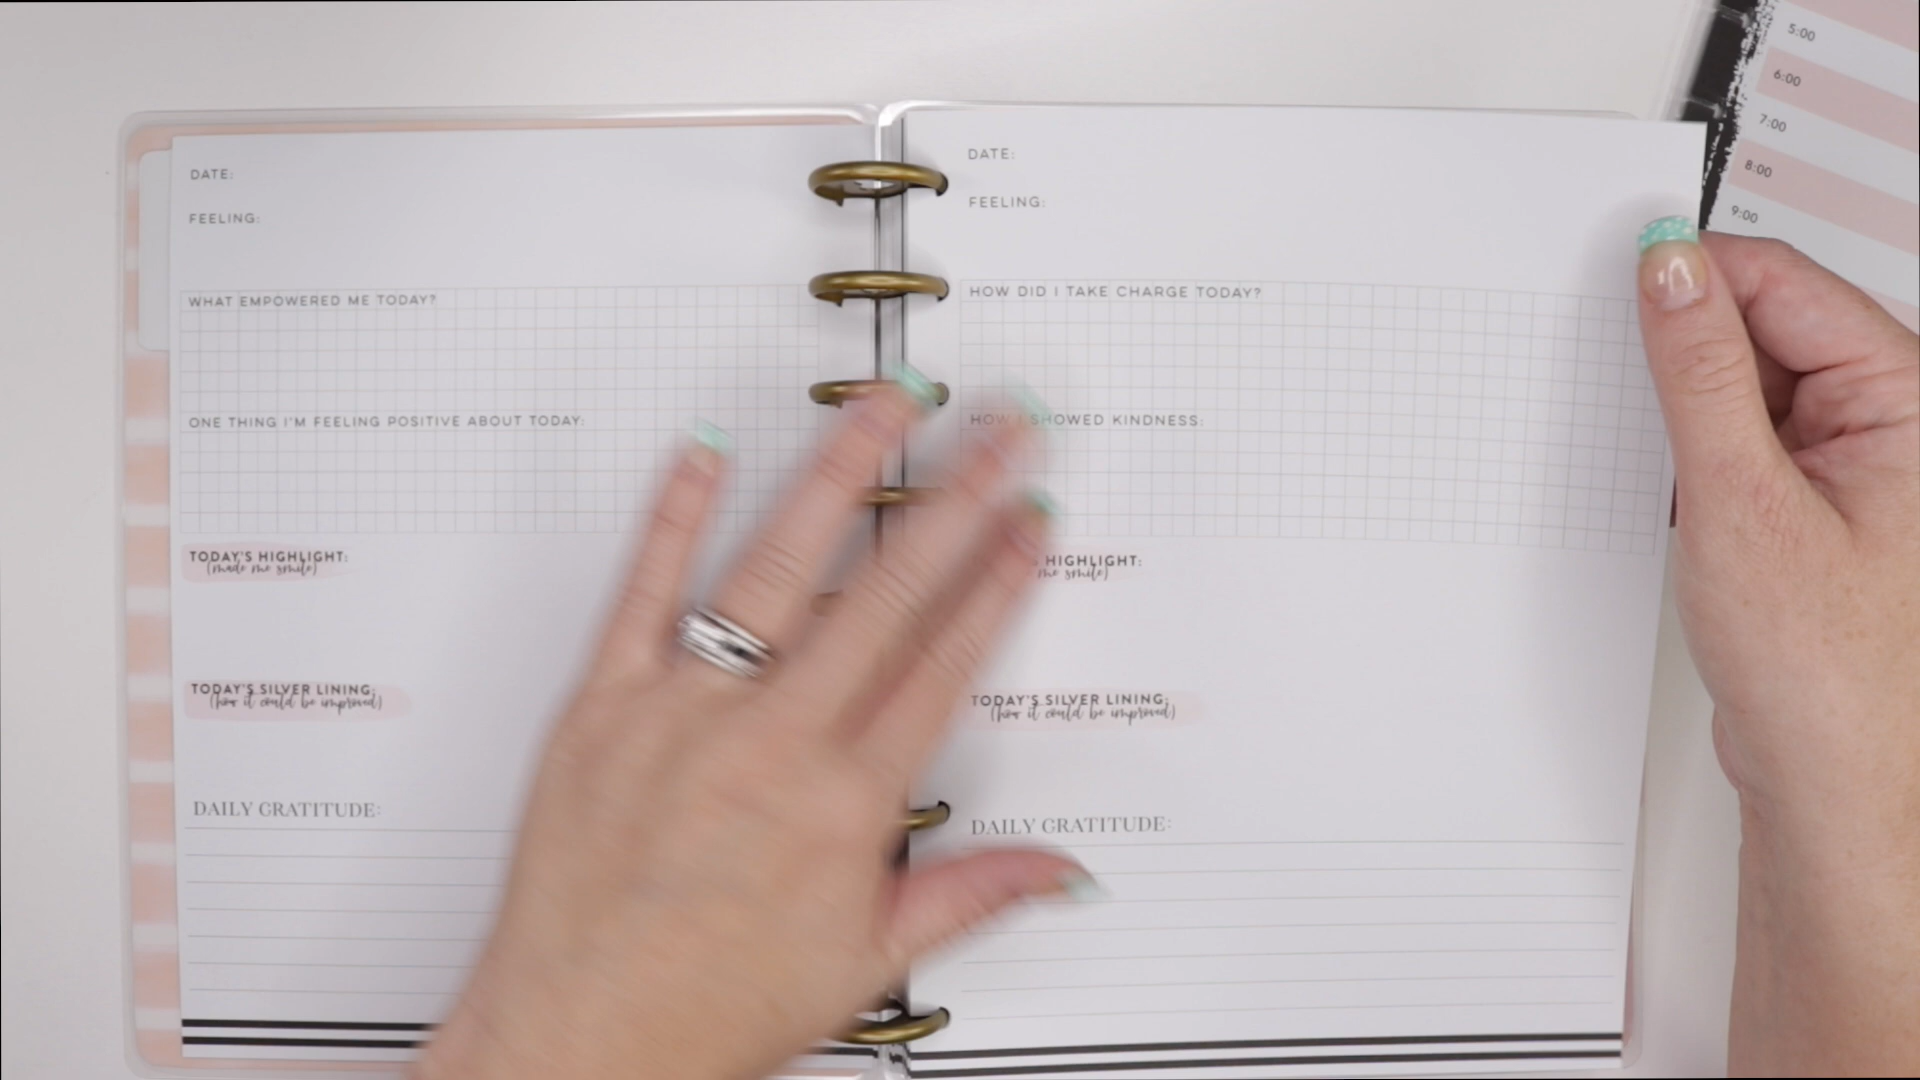 DATE:
FEELING:
WHAT EMPOWERED ME TODAY?
ONE THING I'M FEELING POSITIVE ABOUT TODAY:
TODAY'S HIGHLIGHT:
(made me smile)
TODAY'S SILVER LINING:
(how it could be improved)
DAILY GRATITUDE:
DATE:
FEELING:
HOW DID I TAKE CHARGE TODAY?
HOW I SHOWED KINDNESS:
HIGHLIGHT:
me smile)
TODAY'S SILVER LINING:
(how it could be improved)
DAILY GRATITUDE:
5:00
6:00
7:00
8:00
9:00